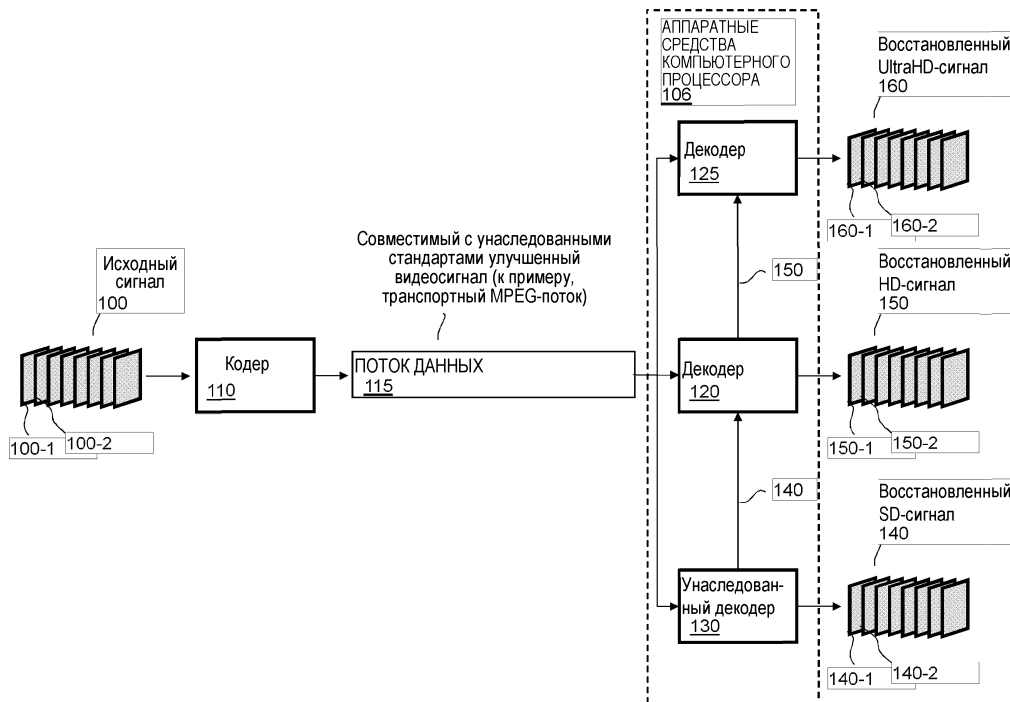 АППАРАТНЫЕ
СРЕДСТВА
КОМПЬЮТЕРНОГО
ПРОЦЕССОРА
106
Восстановленный
UltraHD-сигнал
160
Декодер
125
160-1
160-2
Совместимый с унаследованными
стандартами улучшенный
видеосигнал (к примеру,
транспортный MPEG-поток)
150
Исходный
сигнал
100
Восстановленный
HD-сигнал
150
Кодер
110
ПОТОК ДАННЫХ
115
Декодер
120
100-1
100-2
150-1
150-2
140
Восстановленный
SD-сигнал
140
Унаследован-
ный декодер
130
140-1
140-2